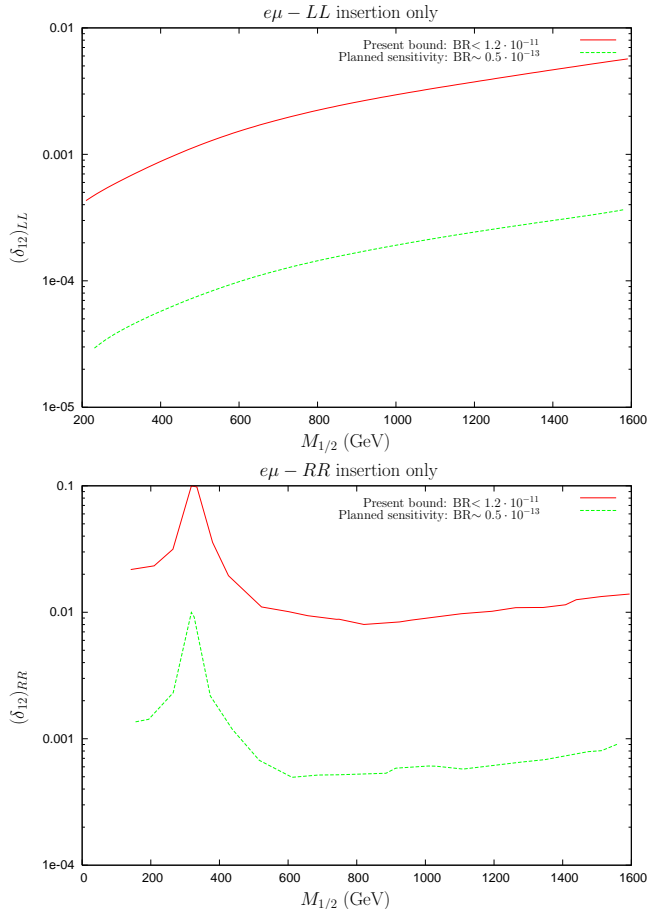 eμ − LL insertion only
Present bound: BR< 1.2 · 10⁻¹¹
Planned sensitivity: BR∼ 0.5 · 10⁻¹³
0.01
0.001
1e-04
1e-05
(δ₁₂)_LL
200 400 600 800 1000 1200 1400 1600
M₁/₂ (GeV)
eμ − RR insertion only
Present bound: BR< 1.2 · 10⁻¹¹
Planned sensitivity: BR∼ 0.5 · 10⁻¹³
0.1
0.01
0.001
1e-04
(δ₁₂)_RR
0 200 400 600 800 1000 1200 1400 1600
M₁/₂ (GeV)